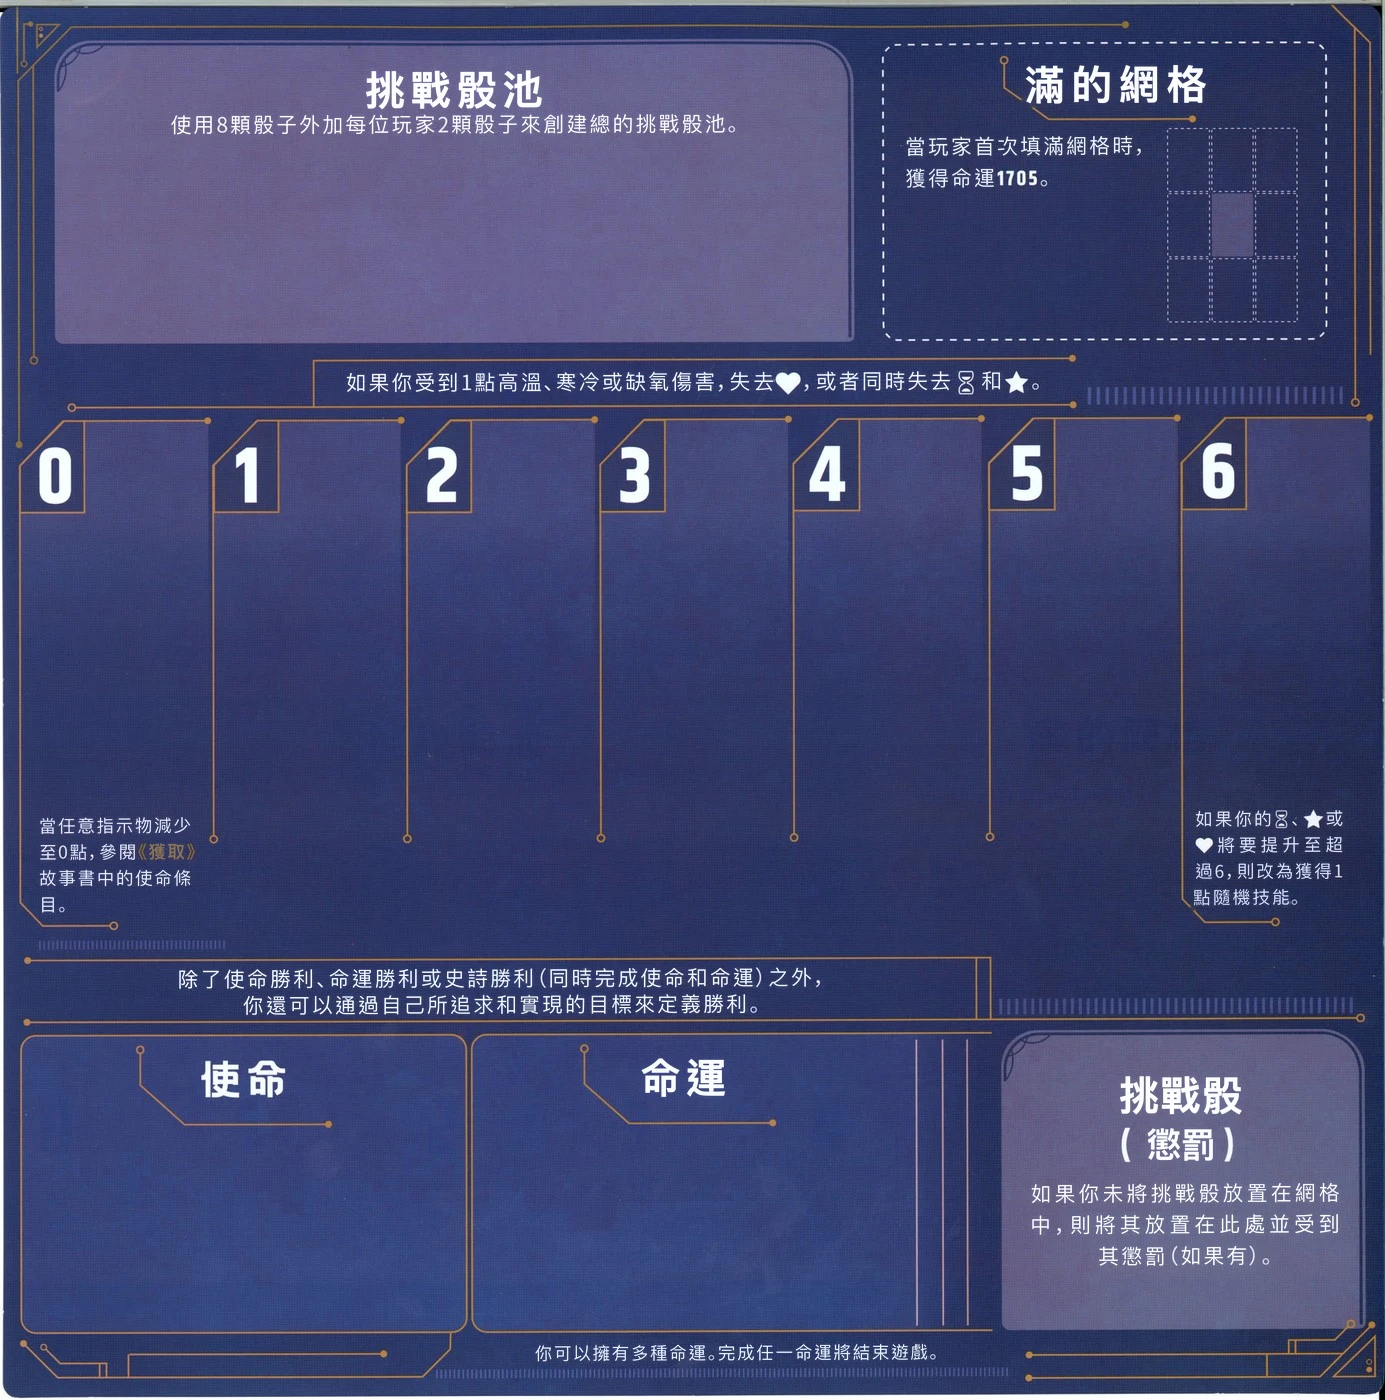 挑戰骰池
使用8顆骰子外加每位玩家2顆骰子來創建總的挑戰骰池。
滿的網格
當玩家首次填滿網格時，
獲得命運1705。
如果你受到1點高溫、寒冷或缺氧傷害，失去♥，或者同時失去⌛和★。
0
1
2
3
4
5
6
當任意指示物減少
至0點，參閱《獲取》
故事書中的使命條
目。
如果你的⌛、★或
♥將要提升至超
過6，則改為獲得1
點隨機技能。
除了使命勝利、命運勝利或史詩勝利（同時完成使命和命運）之外，
你還可以通過自己所追求和實現的目標來定義勝利。
使命
命運
挑戰骰
（懲罰）
如果你未將挑戰骰放置在網格
中，則將其放置在此處並受到
其懲罰（如果有）。
你可以擁有多種命運。完成任一命運將結束遊戲。